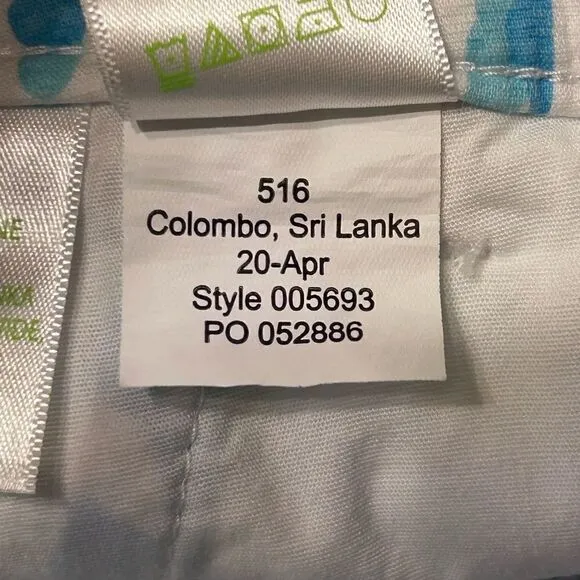 516
Colombo, Sri Lanka
20-Apr
Style 005693
PO 052886